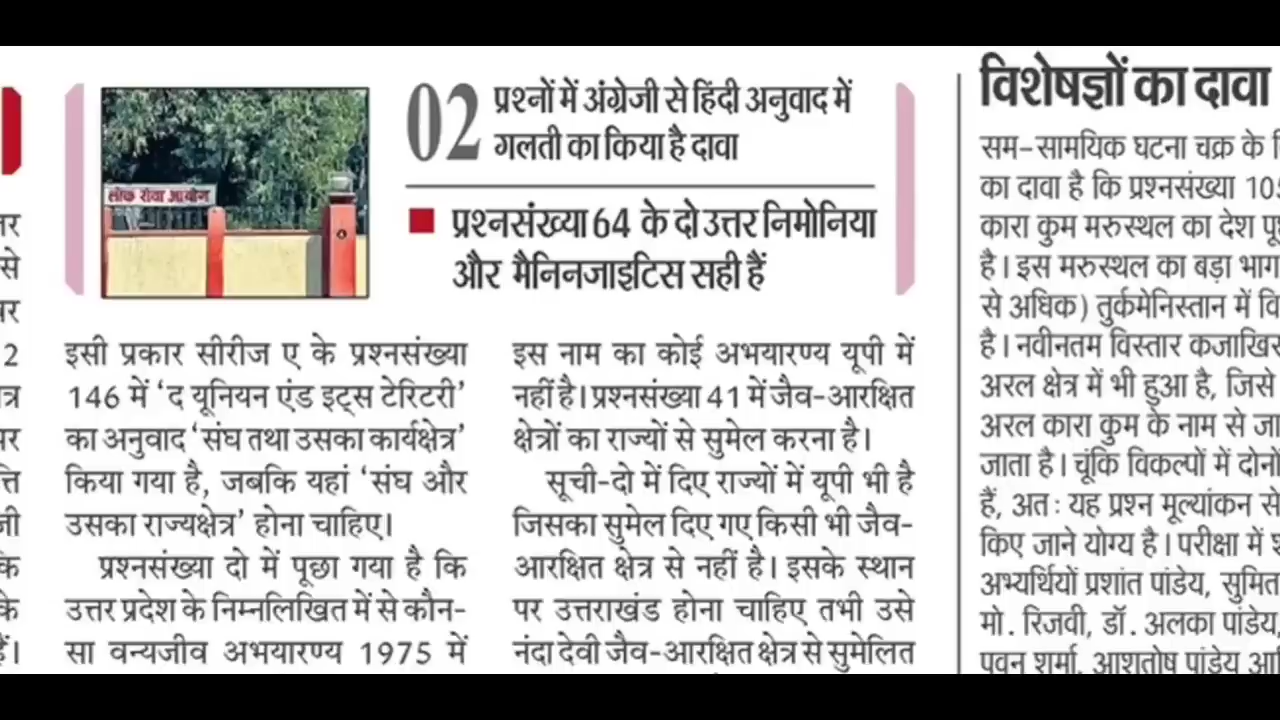 02
प्रश्नों में अंग्रेजी से हिंदी अनुवाद में
गलती का किया है दावा
प्रश्नसंख्या 64 के दो उत्तर निमोनिया
और मैनिनजाइटिस सही हैं
लोक सेवा आयोग
से
2
इसी प्रकार सीरीज ए के प्रश्नसंख्या
146 में ‘द यूनियन एंड इट्स टेरिटरी’
का अनुवाद ‘संघ तथा उसका कार्यक्षेत्र’
किया गया है, जबकि यहां ‘संघ और
उसका राज्यक्षेत्र’ होना चाहिए।
प्रश्नसंख्या दो में पूछा गया है कि
उत्तर प्रदेश के निम्नलिखित में से कौन-
सा वन्यजीव अभयारण्य 1975 में
इस नाम का कोई अभयारण्य यूपी में
नहीं है। प्रश्नसंख्या 41 में जैव-आरक्षित
क्षेत्रों का राज्यों से सुमेल करना है।
सूची-दो में दिए राज्यों में यूपी भी है
जिसका सुमेल दिए गए किसी भी जैव-
आरक्षित क्षेत्र से नहीं है। इसके स्थान
पर उत्तराखंड होना चाहिए तभी उसे
नंदा देवी जैव-आरक्षित क्षेत्र से सुमेलित
विशेषज्ञों का दावा
सम-सामयिक घटना चक्र के
का दावा है कि प्रश्नसंख्या 105
कारा कुम मरुस्थल का देश
है। इस मरुस्थल का बड़ा भाग
से अधिक) तुर्कमेनिस्तान में
है। नवीनतम विस्तार
अरल क्षेत्र में भी हुआ है, जिसे
अरल कारा कुम के नाम से
जाता है। चूंकि विकल्पों में
हैं, अतः यह प्रश्न मूल्यांकन से
किए जाने योग्य है। परीक्षा में
अभ्यर्थियों प्रशांत पांडेय,
मो. रिजवी, डॉ. अलका पांडेय,
पवन शर्मा, आशुतोष पांडेय